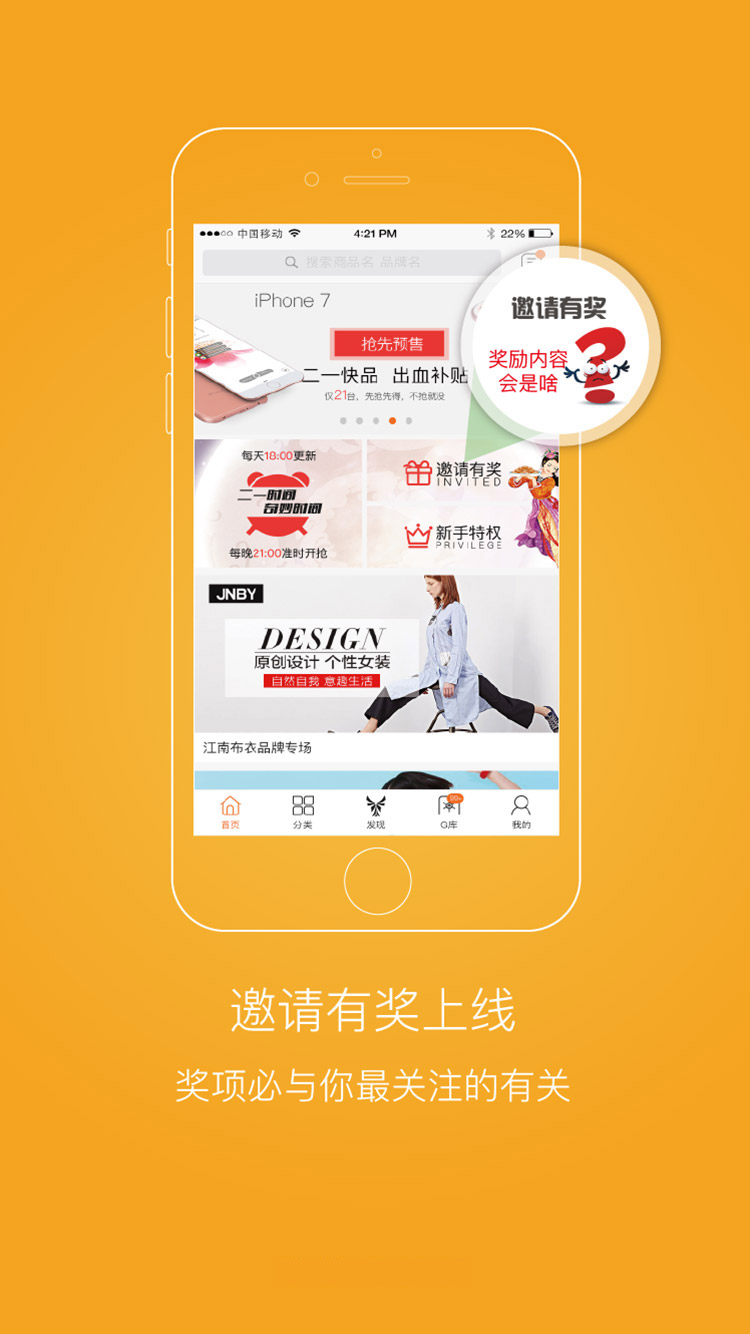 中国移动
4:21 PM
22%
搜索商品名 品牌名
iPhone 7
抢先预售
二一快品 出血补贴
仅21台，先抢先得，不抢就没
邀请有奖
奖励内容
会是啥
每天18:00更新
二一时间
奇妙时间
每晚21:00准时开抢
邀请有奖
INVITED
新手特权
PRIVILEGE
JNBY
DESIGN
原创设计 个性女装
自然自我 意趣生活
江南布衣品牌专场
首页
分类
发现
99+
G库
我的
邀请有奖上线
奖项必与你最关注的有关